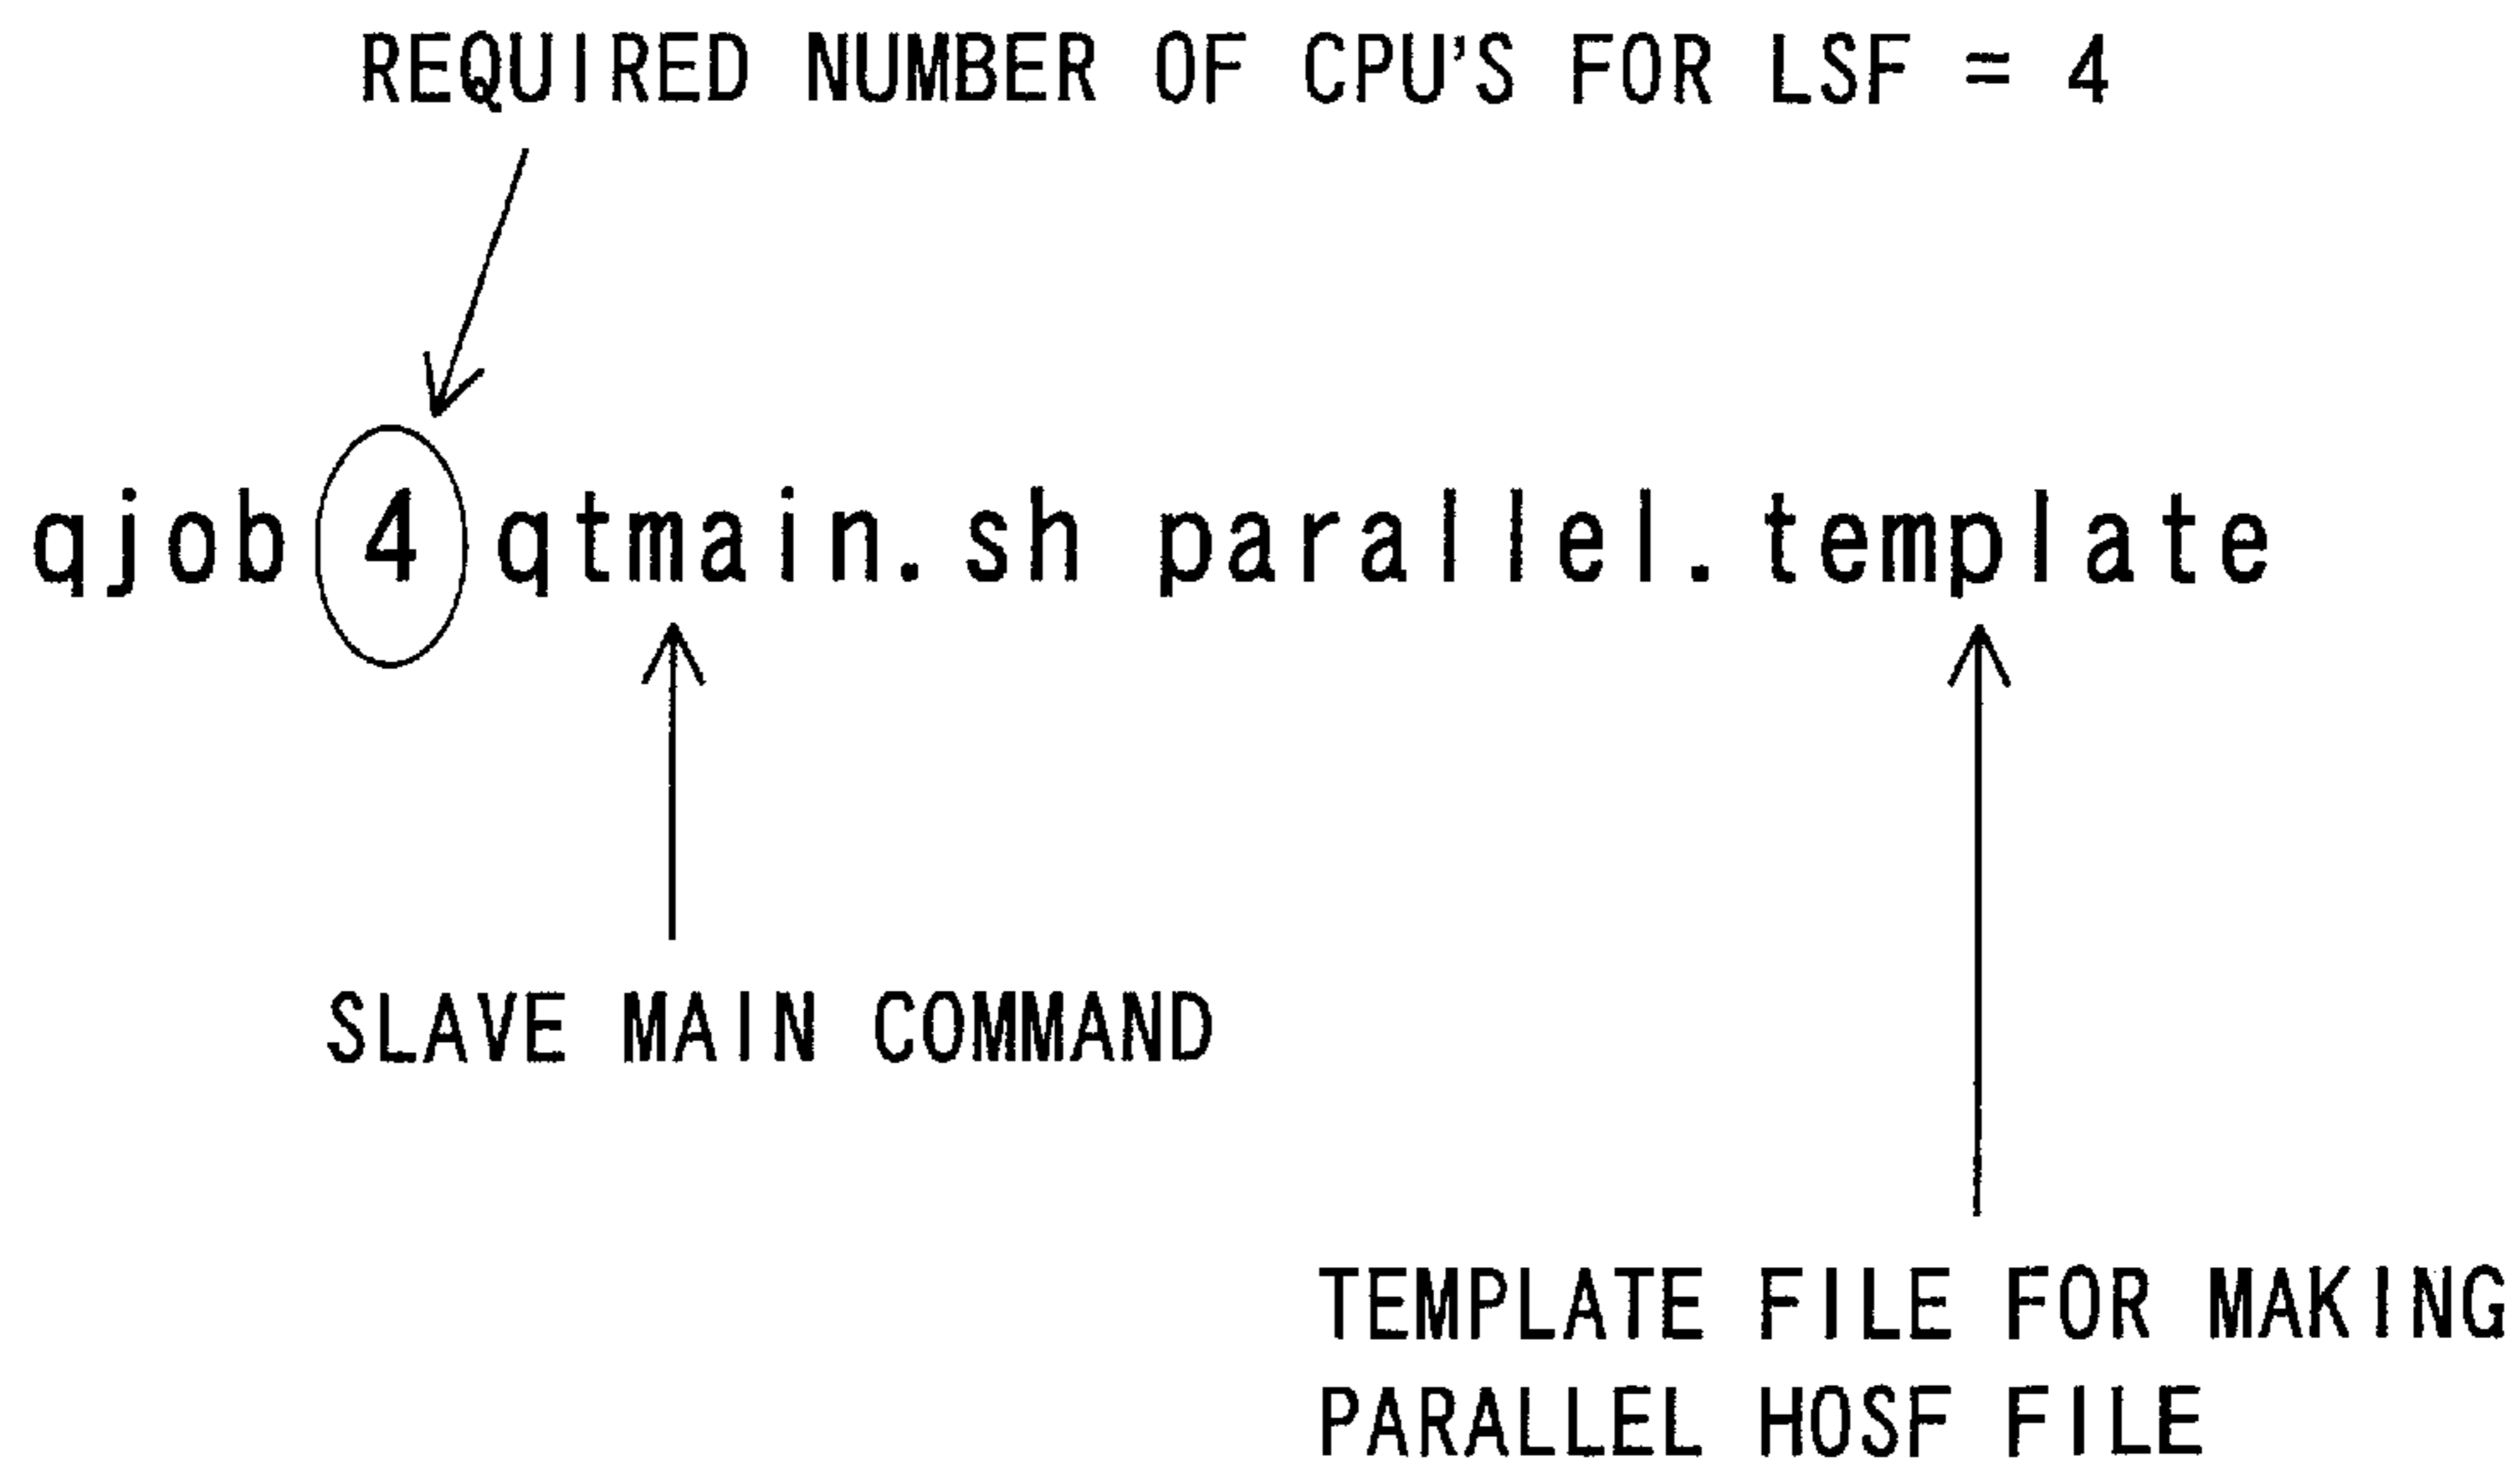 REQUIRED NUMBER OF CPU'S FOR LSF = 4
qjob 4 qtmain.sh parallel.template
SLAVE MAIN COMMAND
TEMPLATE FILE FOR MAKING
PARALLEL HOSF FILE